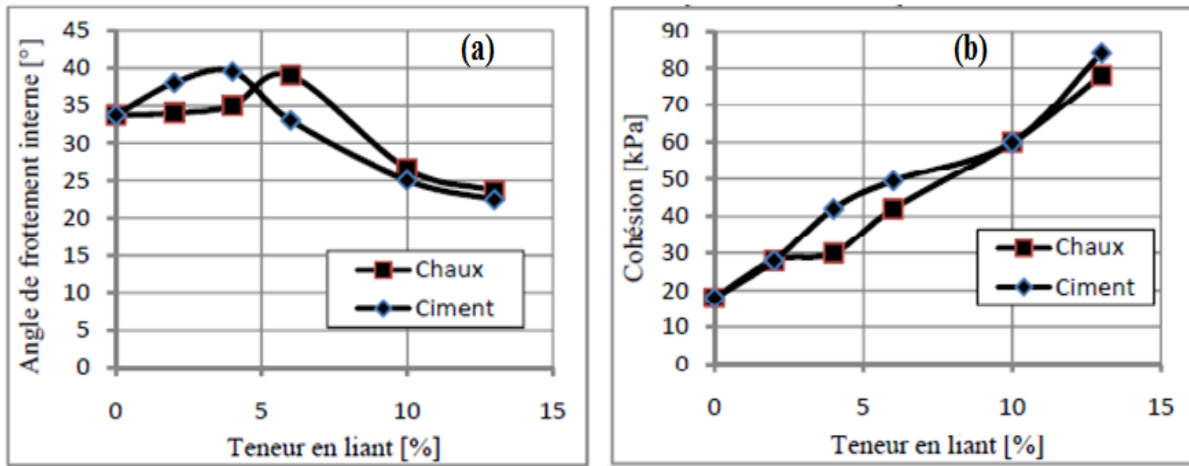 (a)
Angle de frottement interne [°]
45
40
35
30
25
20
15
10
5
0
Chaux
Ciment
0 5 10 15
Teneur en liant [%]
(b)
Cohésion [kPa]
90
80
70
60
50
40
30
20
10
0
Chaux
Ciment
0 5 10 15
Teneur en liant [%]